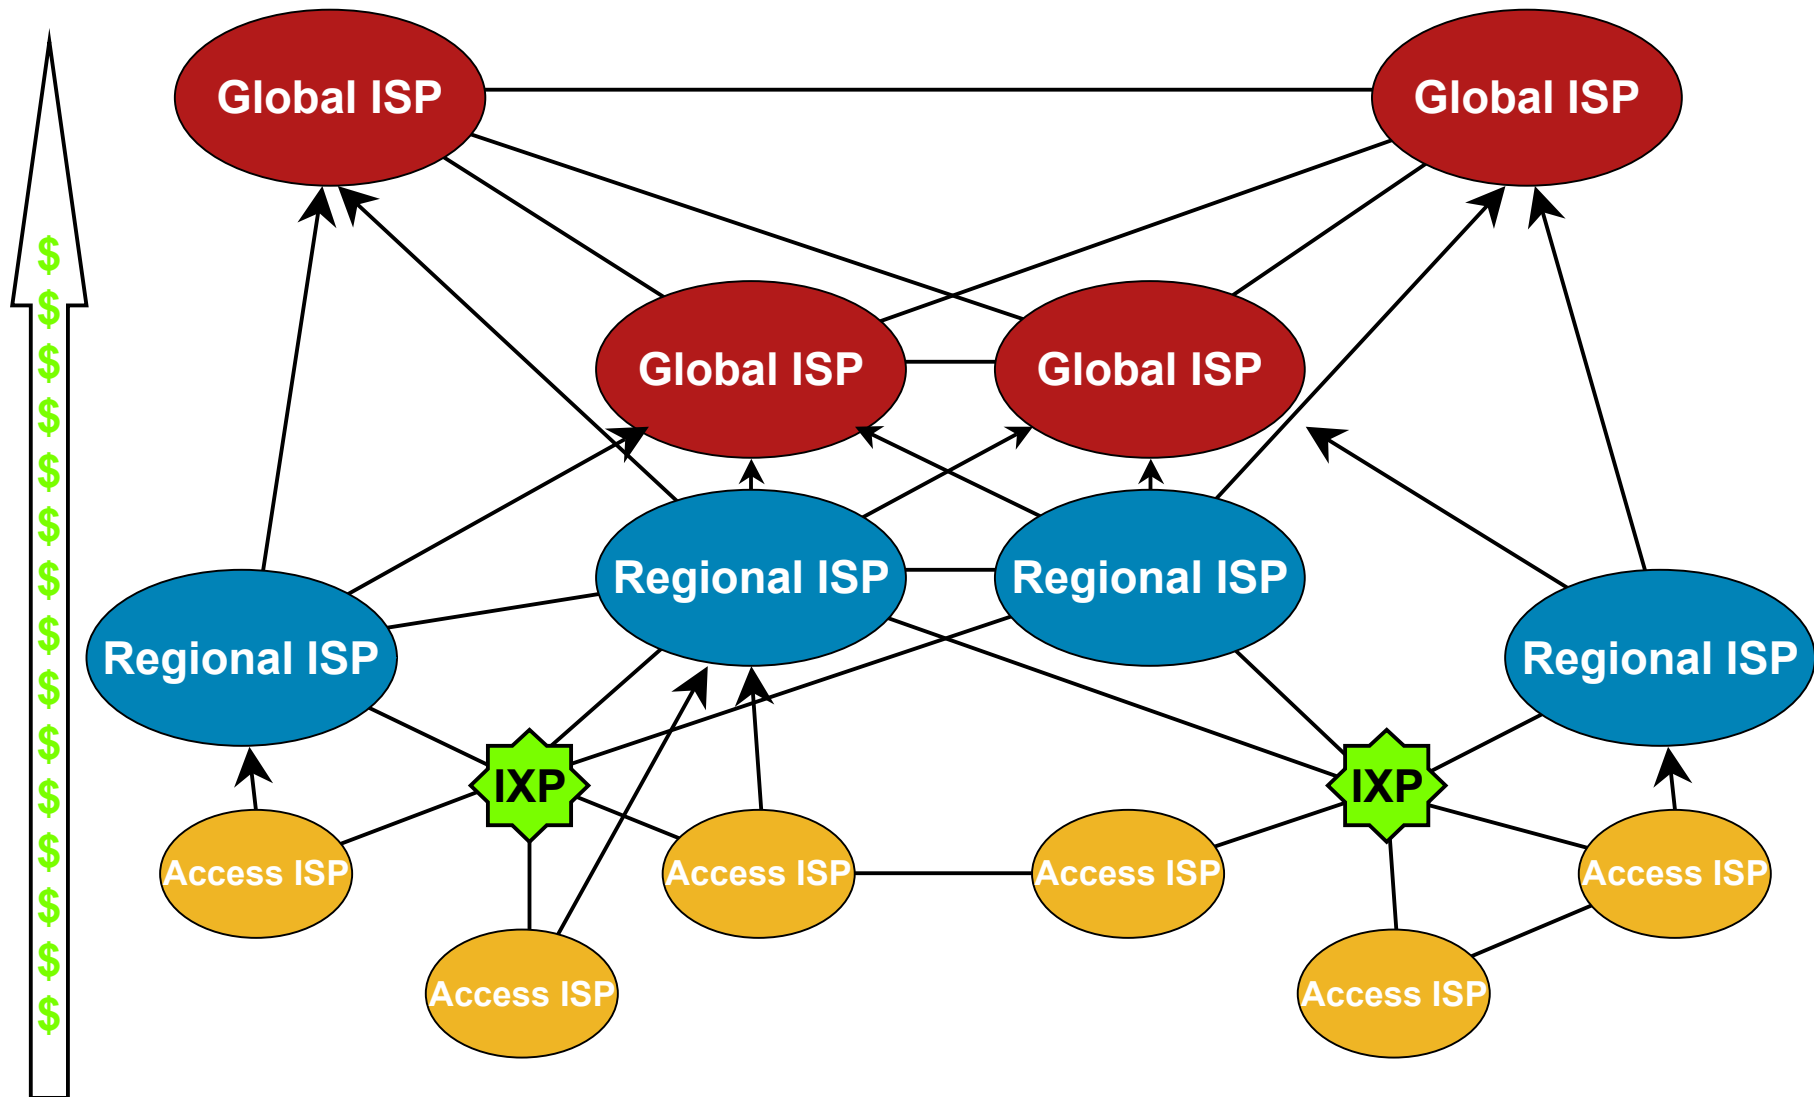 Global ISP
Global ISP
$
$
$
Global ISP
Global ISP
$
$
$
Regional ISP
Regional ISP
$
$
Regional ISP
Regional ISP
$
$
IXP
IXP
$
$
Access ISP
Access ISP
Access ISP
Access ISP
$
$
Access ISP
Access ISP
$